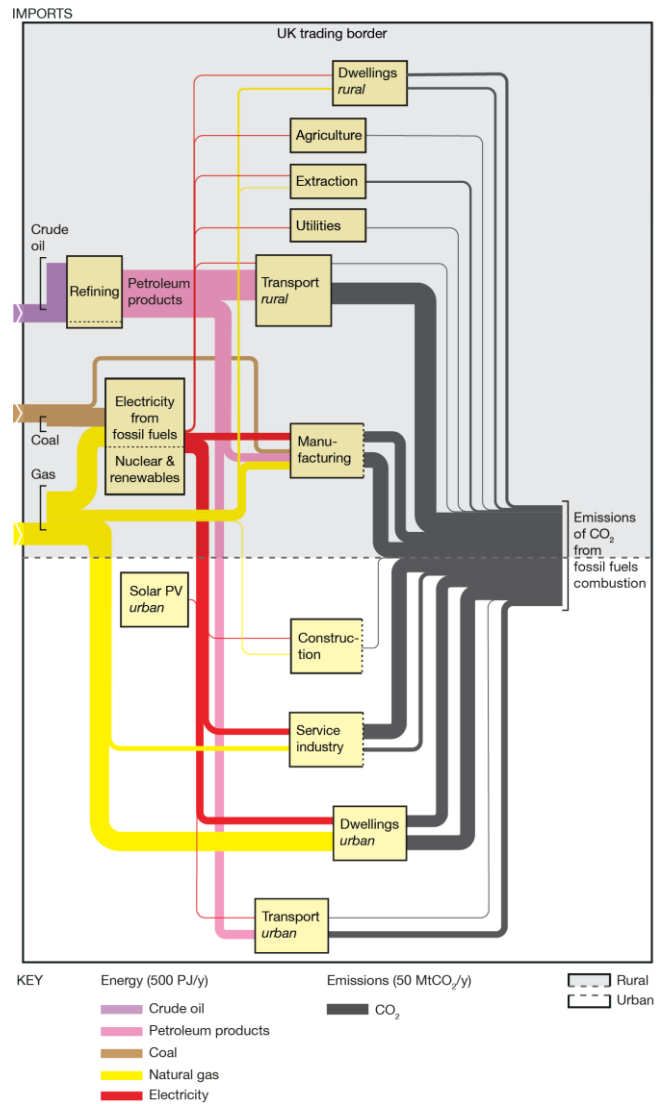 IMPORTS
UK trading border
Dwellings
rural
Agriculture
Extraction
Utilities
Crude
oil
Refining
Petroleum
products
Transport
rural
Electricity
from
fossil fuels
Nuclear &
renewables
Coal
Gas
Manu-
facturing
Emissions
of CO₂
from
fossil fuels
combustion
Solar PV
urban
Construc-
tion
Service
industry
Dwellings
urban
Transport
urban
KEY
Energy (500 PJ/y)
Crude oil
Petroleum products
Coal
Natural gas
Electricity
Emissions (50 MtCO₂/y)
CO₂
Rural
Urban